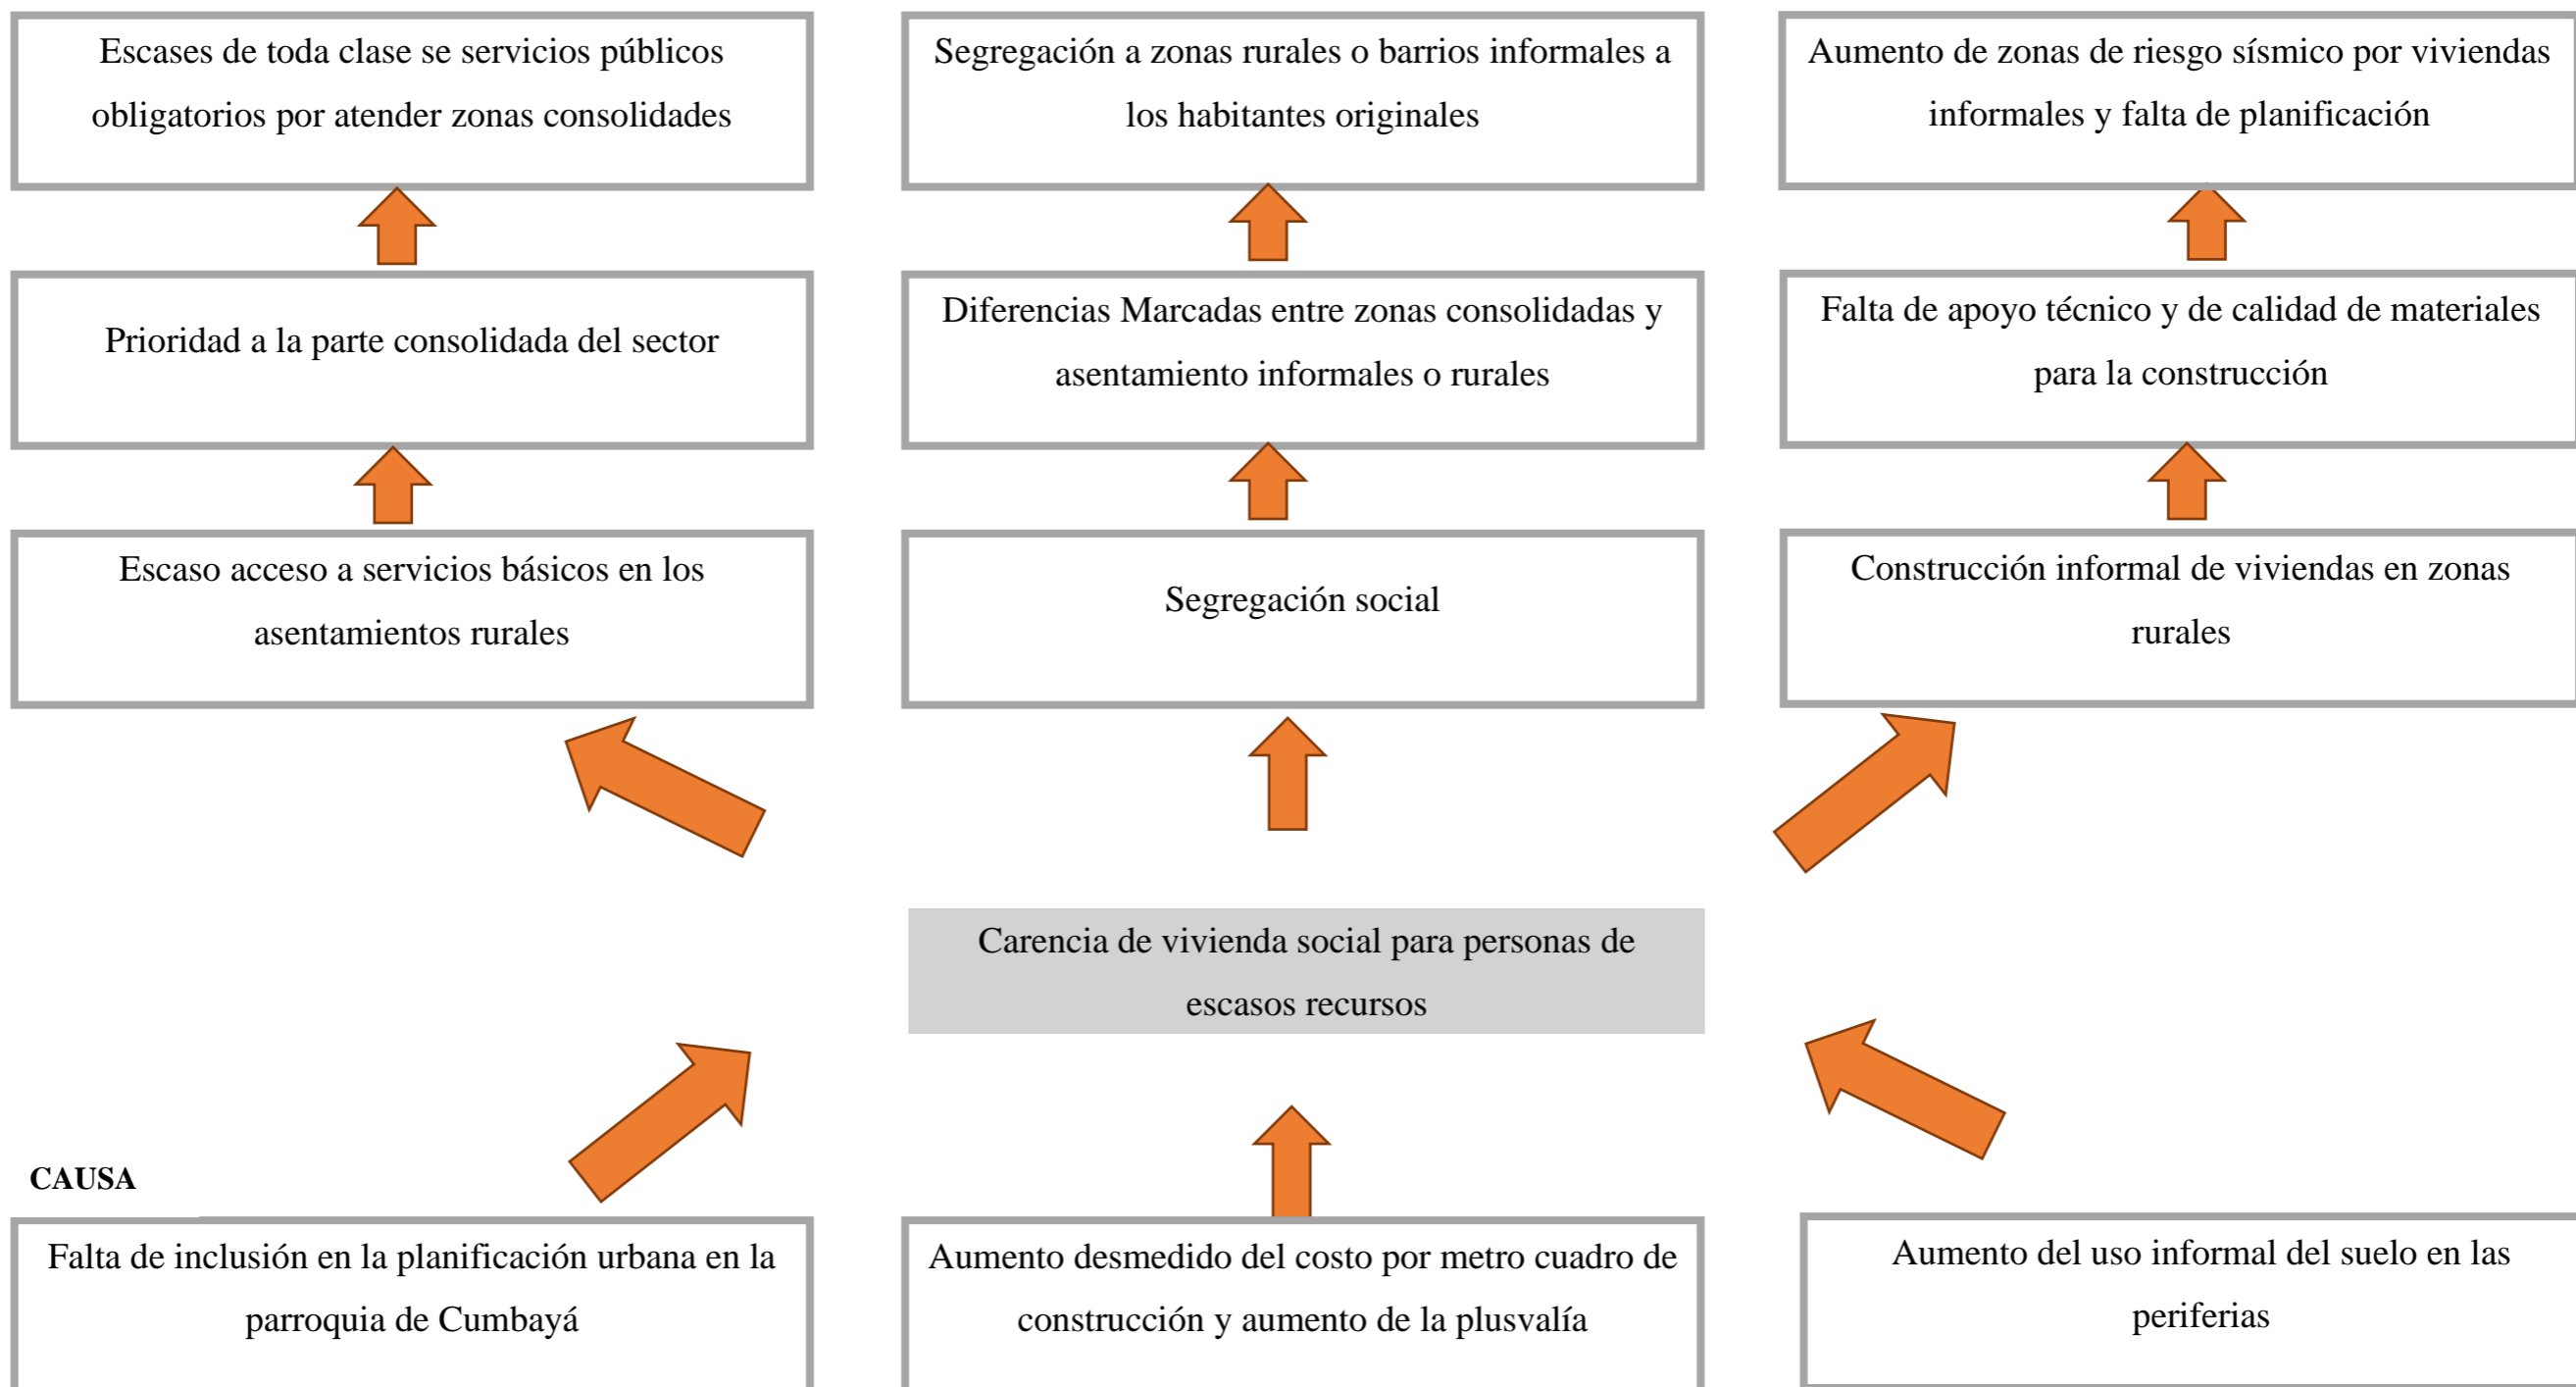 Escases de toda clase se servicios públicos
obligatorios por atender zonas consolidades
Segregación a zonas rurales o barrios informales a
los habitantes originales
Aumento de zonas de riesgo sísmico por viviendas
informales y falta de planificación
Prioridad a la parte consolidada del sector
Diferencias Marcadas entre zonas consolidadas y
asentamiento informales o rurales
Falta de apoyo técnico y de calidad de materiales
para la construcción
Escaso acceso a servicios básicos en los
asentamientos rurales
Segregación social
Construcción informal de viviendas en zonas
rurales
Carencia de vivienda social para personas de
escasos recursos
CAUSA
Falta de inclusión en la planificación urbana en la
parroquia de Cumbayá
Aumento desmedido del costo por metro cuadro de
construcción y aumento de la plusvalía
Aumento del uso informal del suelo en las
periferias